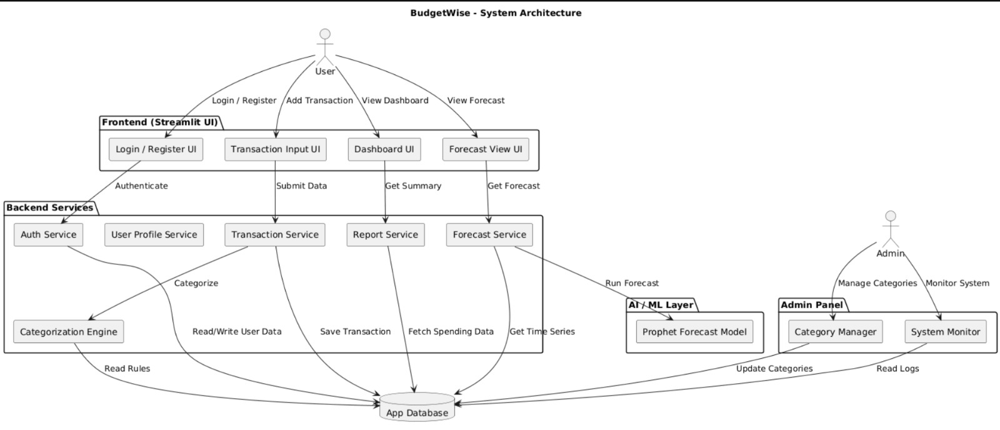 BudgetWise - System Architecture
User
Login / Register
Add Transaction
View Dashboard
View Forecast
Frontend (Streamlit UI)
Login / Register UI
Transaction Input UI
Dashboard UI
Forecast View UI
Authenticate
Submit Data
Get Summary
Get Forecast
Backend Services
Auth Service
User Profile Service
Transaction Service
Report Service
Forecast Service
Admin
Categorize
Run Forecast
Manage Categories
Monitor System
AI / ML Layer
Admin Panel
Categorization Engine
Read/Write User Data
Save Transaction
Fetch Spending Data
Get Time Series
Prophet Forecast Model
Category Manager
System Monitor
Read Rules
Update Categories
Read Logs
App Database